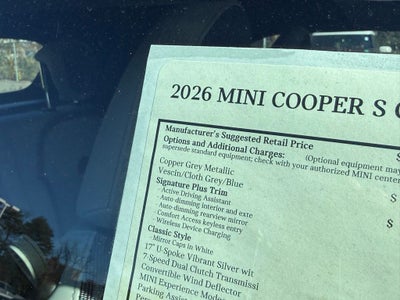 2026 MINI COOPER S C
Manufacturer's Suggested Retail Price $
Options and Additional Charges: (Optional equipment may
supersede standard equipment; check with your authorized MINI center
Copper Grey Metallic $
Vescin/Cloth Grey/Blue
Signature Plus Trim $
- Active Driving Assistant
- Auto dimming interior and exte
- Auto-dimming rearview mirror
- Comfort Access keyless entry
- Wireless Device Charging
Classic Style
- Mirror Caps in White
17" U-Spoke Vibrant Silver wit
7-Speed Dual Clutch Transmissi
Convertible Wind Deflector
MINI Experience Mode
Parking Assis